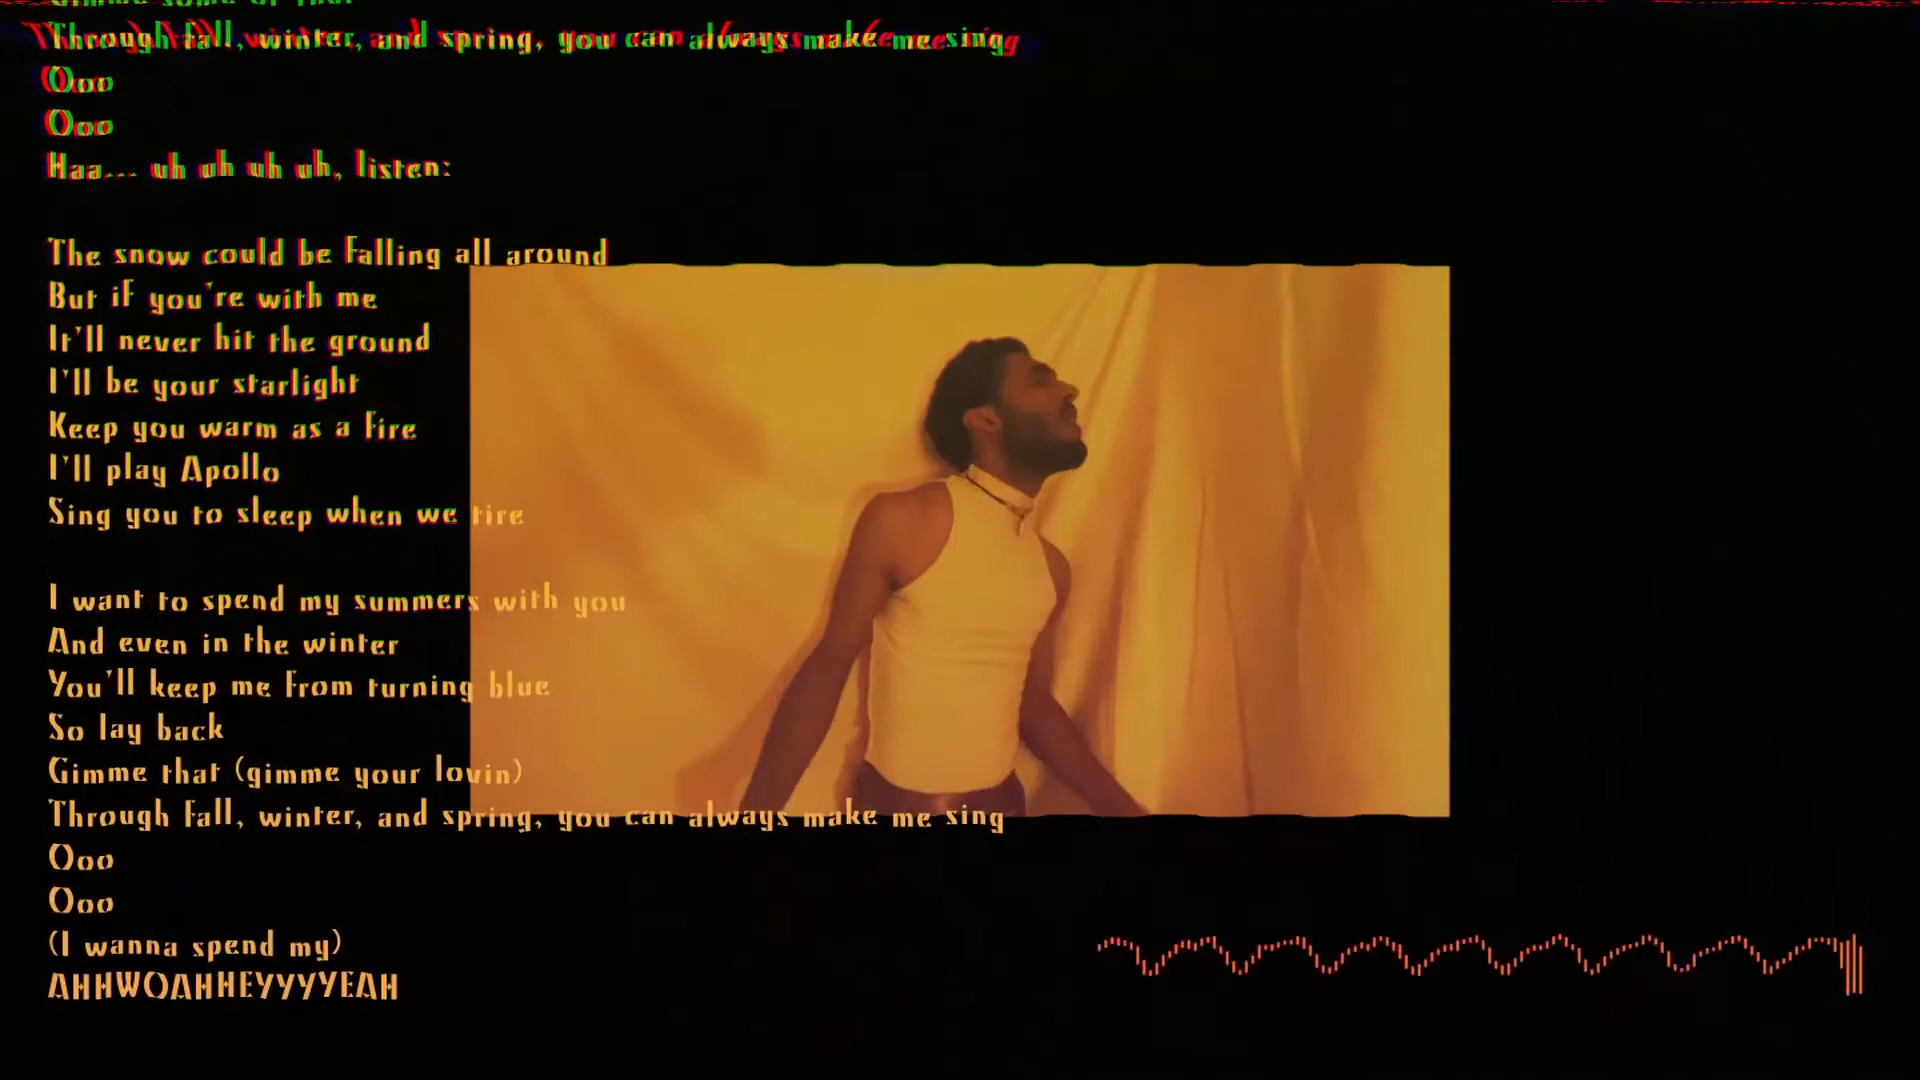 Gimme some of that
Through fall, winter, and spring, you can always make me sing
Ooo
Ooo
Haa... uh uh uh uh, listen:
The snow could be falling all around
But if you're with me
It'll never hit the ground
I'll be your starlight
Keep you warm as a fire
I'll play Apollo
Sing you to sleep when we tire
I want to spend my summers with you
And even in the winter
You'll keep me from turning blue
So lay back
Gimme that (gimme your lovin)
Through fall, winter, and spring, you can always make me sing
Ooo
Ooo
(I wanna spend my)
AHHWOAHHEYYYYEAH